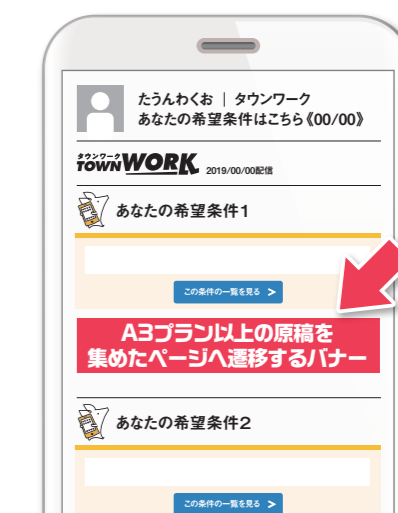 たうんわくお | タウンワーク
あなたの希望条件はこちら《00/00》
タウンワーク
TOWN WORK 2019/00/00配信
あなたの希望条件1
この条件の一覧を見る >
A3プラン以上の原稿を
集めたページへ遷移するバナー
あなたの希望条件2
この条件の一覧を見る >